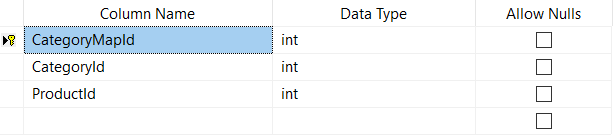 Column Name Data Type Allow Nulls
CategoryMapId int
CategoryId int
ProductId int